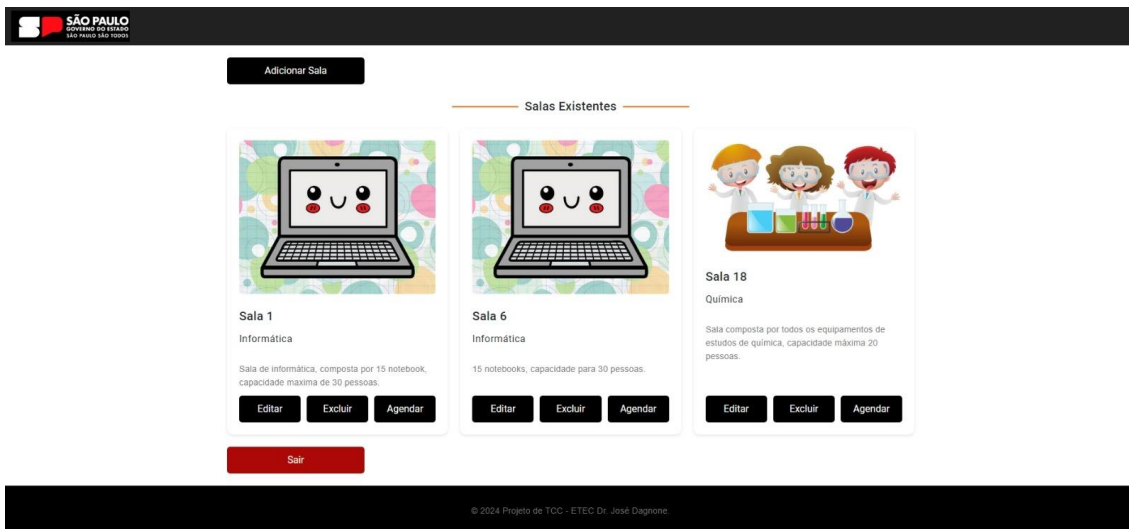 SÃO PAULO
GOVERNO DO ESTADO
SÃO PAULO SÃO TODOS
Adicionar Sala
Salas Existentes
Sala 1
Informática
Sala de informática, composta por 15 notebook,
capacidade maxima de 30 pessoas.
Editar Excluir Agendar
Sala 6
Informática
15 notebooks, capacidade para 30 pessoas.
Editar Excluir Agendar
Sala 18
Química
Sala composta por todos os equipamentos de
estudos de química, capacidade máxima 20
pessoas.
Editar Excluir Agendar
Sair
© 2024 Projeto de TCC - ETEC Dr. José Dagnone.